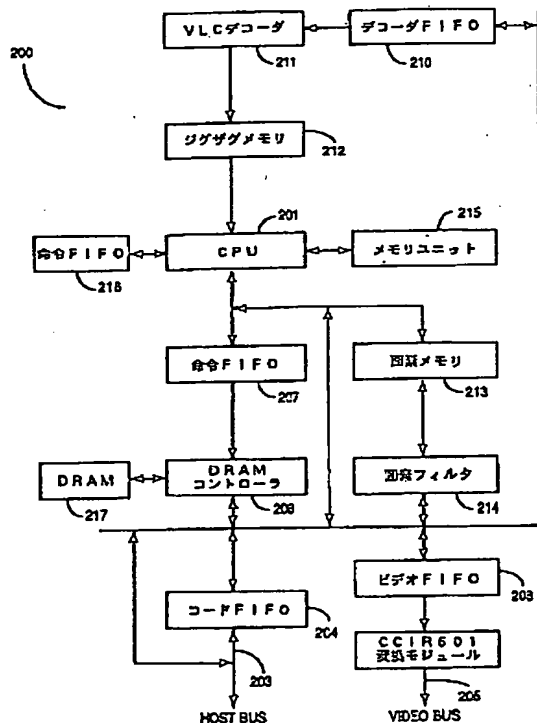 200
VLCデコーダ
211
デコーダFIFO
210
ジグザグメモリ
212
201
CPU
215
メモリユニット
命令FIFO
216
命令FIFO
207
画素メモリ
213
DRAM
217
DRAM
コントローラ
208
画素フィルタ
214
コードFIFO
204
203
ビデオFIFO
CCIR601
変換モジュール
205
HOST BUS
VIDEO BUS